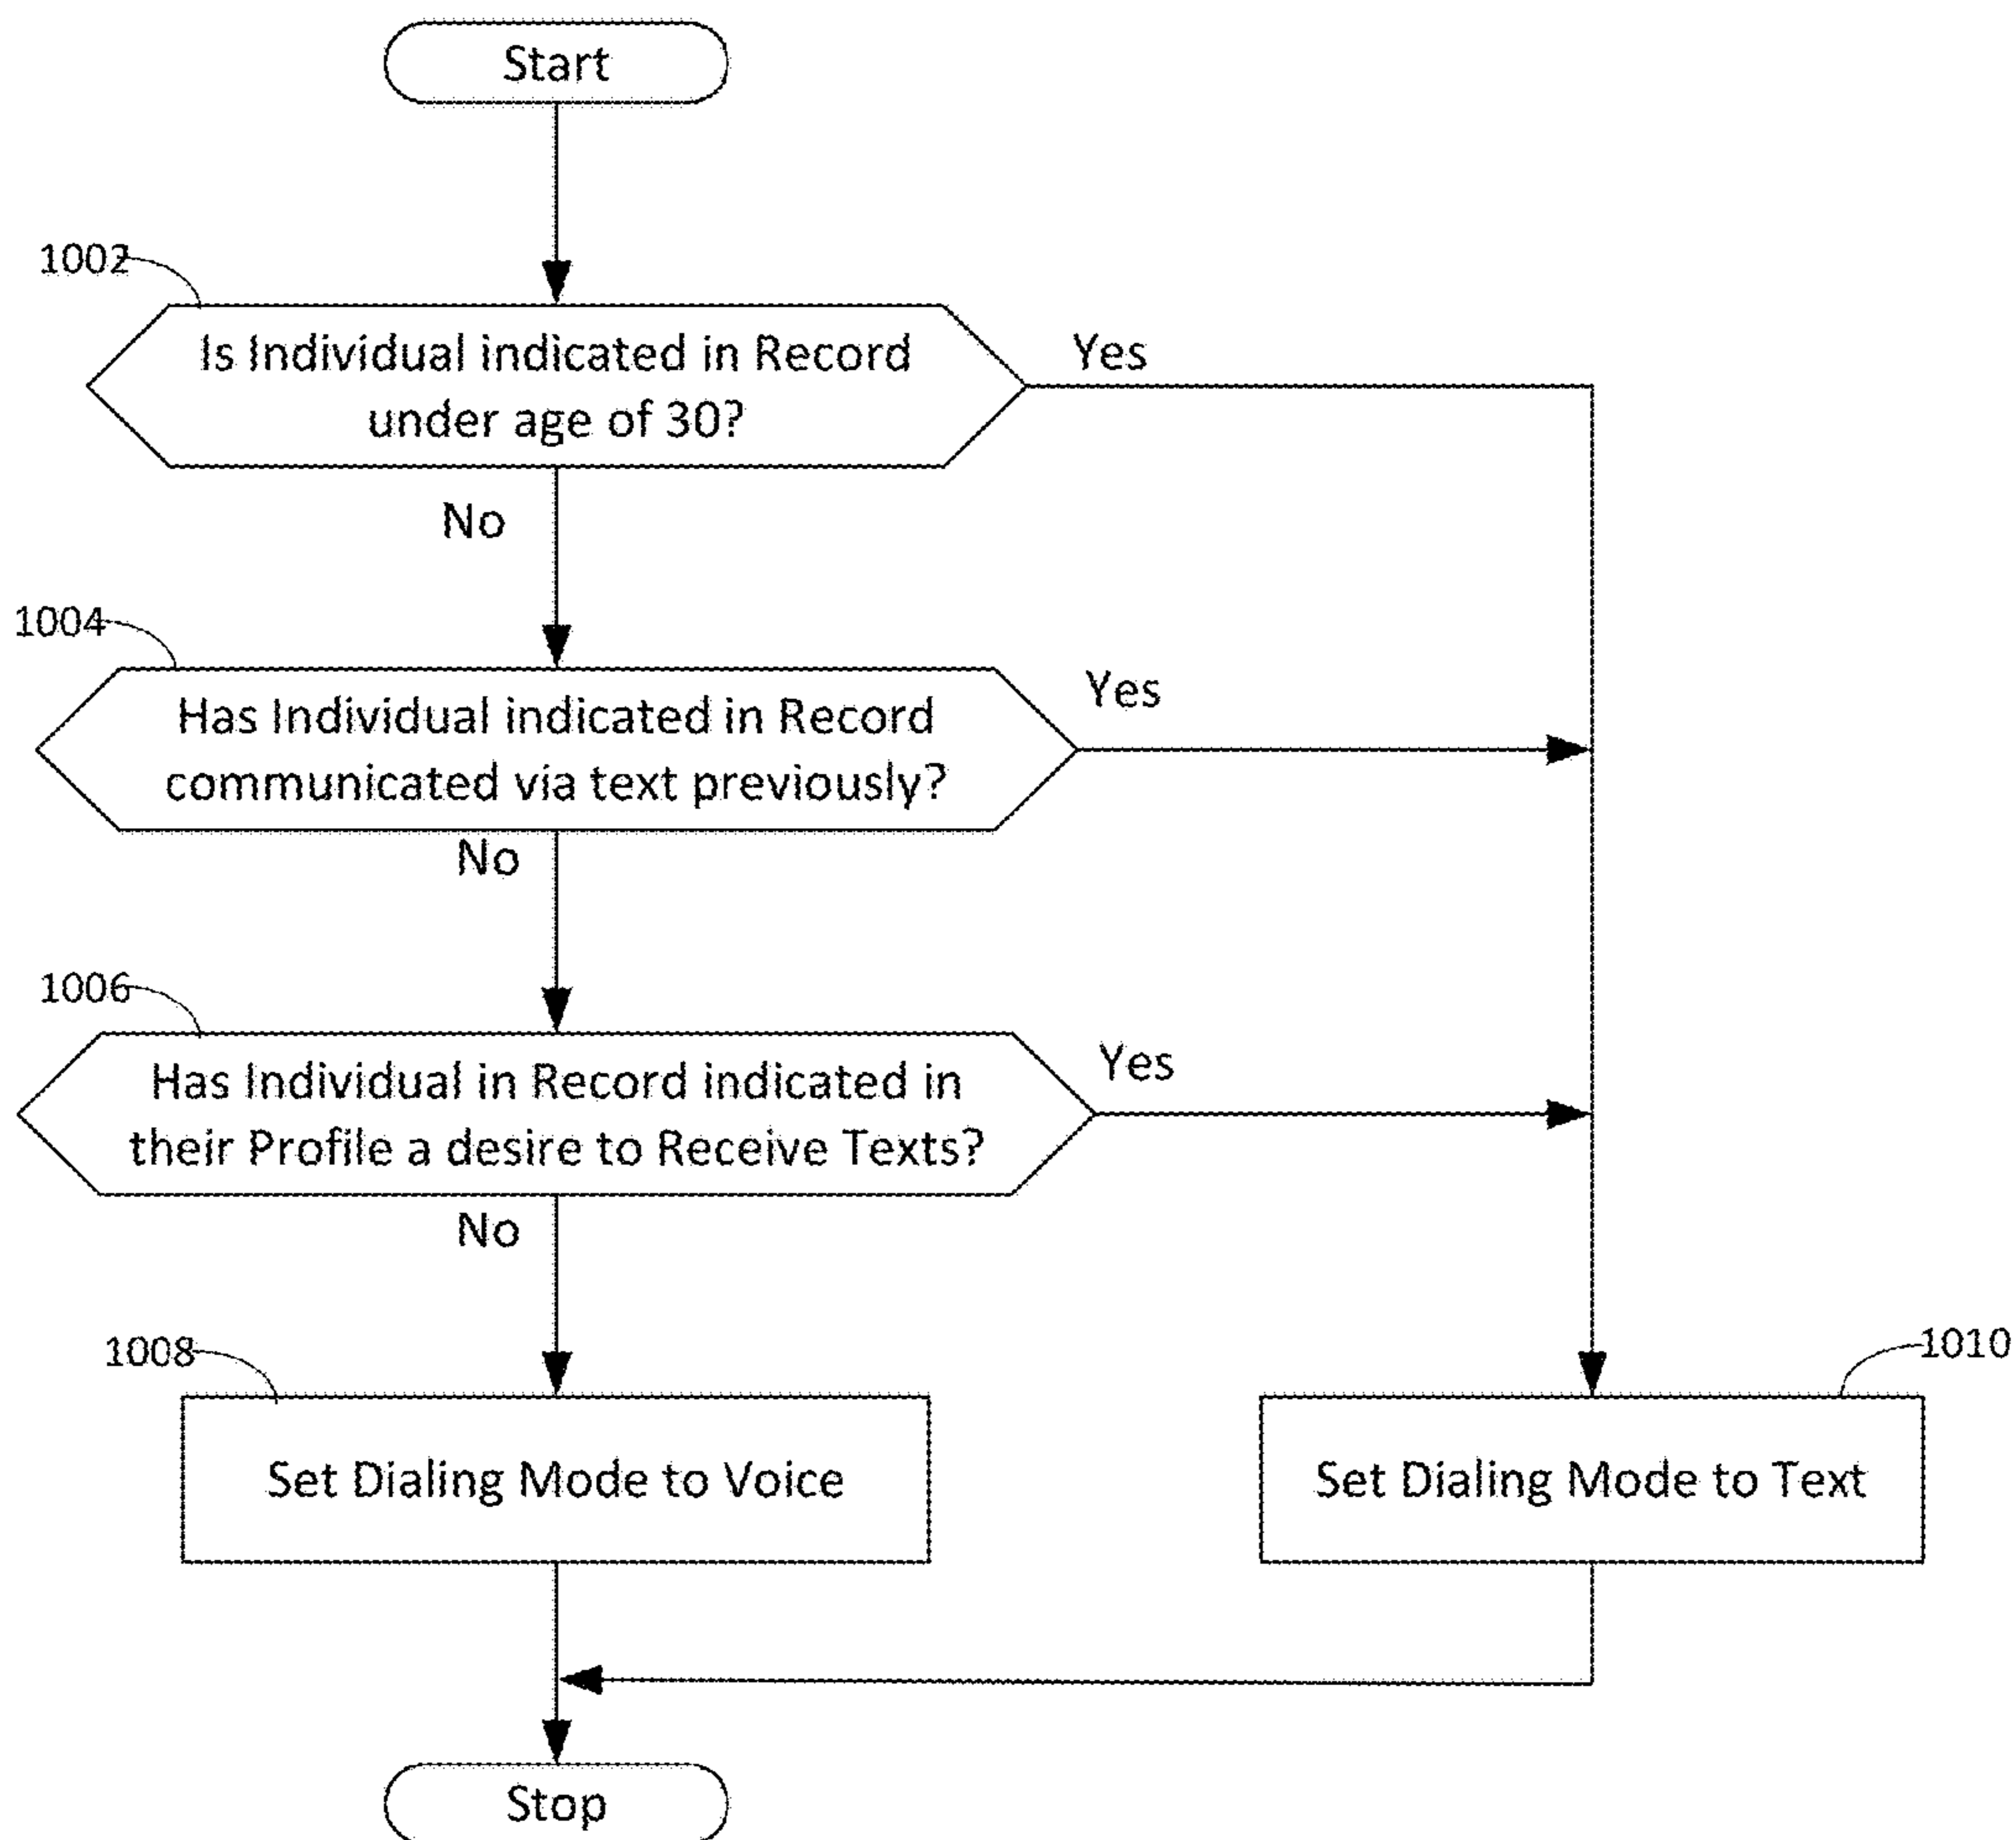 Start
1002
Is Individual indicated in Record
under age of 30?
Yes
No
1004
Has Individual indicated in Record
communicated via text previously?
Yes
No
1006
Has Individual in Record indicated in
their Profile a desire to Receive Texts?
Yes
No
1008
Set Dialing Mode to Voice
1010
Set Dialing Mode to Text
Stop